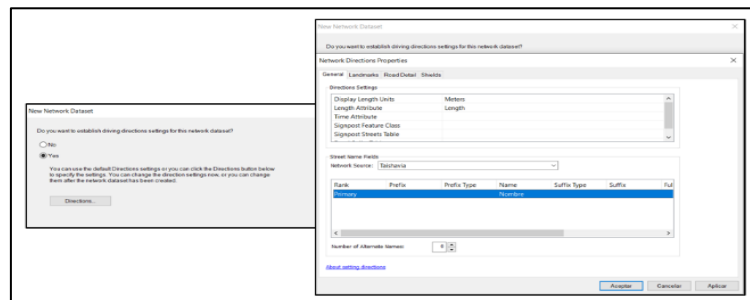 New Network Dataset
Do you want to establish driving directions settings for this network dataset?
No
Yes
You can use the default Directions settings or you can click the Directions button below
to specify the settings. You can change the direction settings now, or you can change
them after the network dataset has been created.
Directions...
New Network Dataset
Do you want to establish driving directions settings for this network dataset?
Network Directions Properties
General Landmarks Road Detail Shields
Directions Settings
Display Length Units Meters
Length Attribute Length
Time Attribute
Signpost Feature Class
Signpost Streets Table
Street Name Fields
Network Source: Taishavia
Rank Prefix Prefix Type Name Suffix Type Suffix Full
Primary Nombre
Number of Alternate Names:
About setting directions
Aceptar Cancelar Aplicar